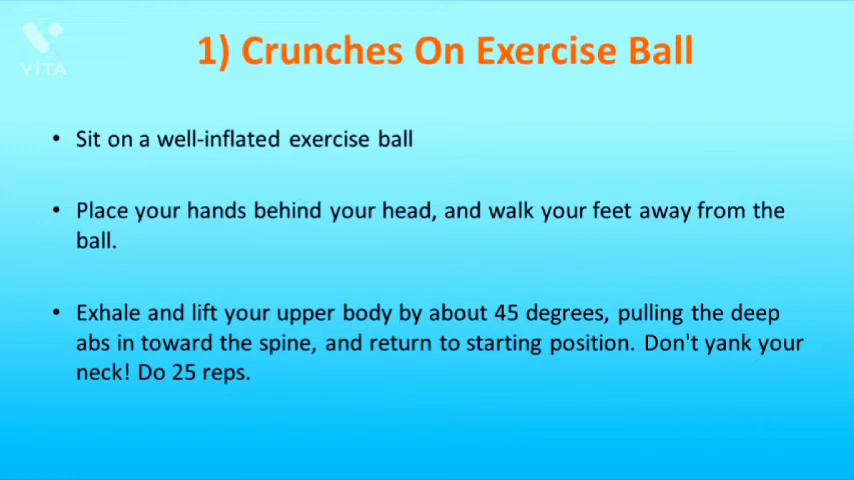 VITA
1) Crunches On Exercise Ball
• Sit on a well-inflated exercise ball
• Place your hands behind your head, and walk your feet away from the
ball.
• Exhale and lift your upper body by about 45 degrees, pulling the deep
abs in toward the spine, and return to starting position. Don't yank your
neck! Do 25 reps.